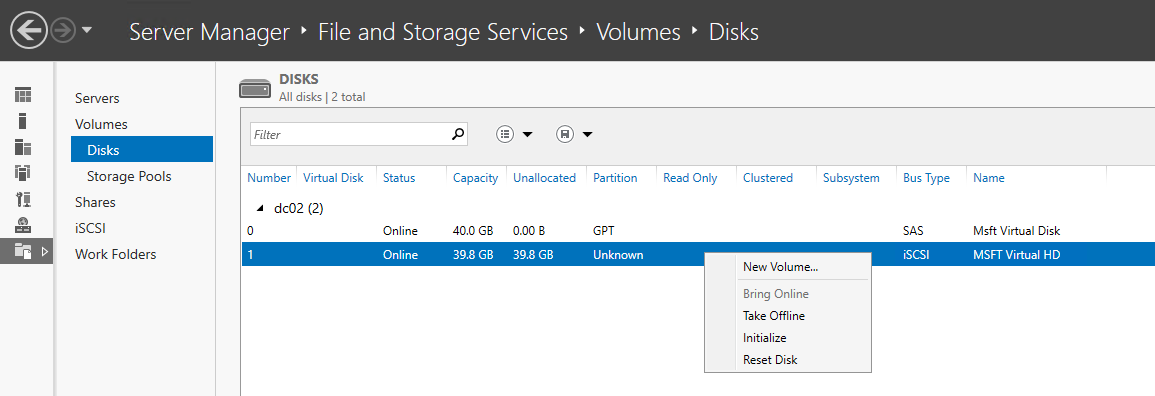 Server Manager ‣ File and Storage Services ‣ Volumes ‣ Disks
Servers
Volumes
Disks
Storage Pools
Shares
iSCSI
Work Folders
DISKS
All disks | 2 total
Filter
Number Virtual Disk Status Capacity Unallocated Partition Read Only Clustered Subsystem Bus Type Name
dc02 (2)
0 Online 40.0 GB 0.00 B GPT SAS Msft Virtual Disk
1 Online 39.8 GB 39.8 GB Unknown iSCSI MSFT Virtual HD
New Volume...
Bring Online
Take Offline
Initialize
Reset Disk